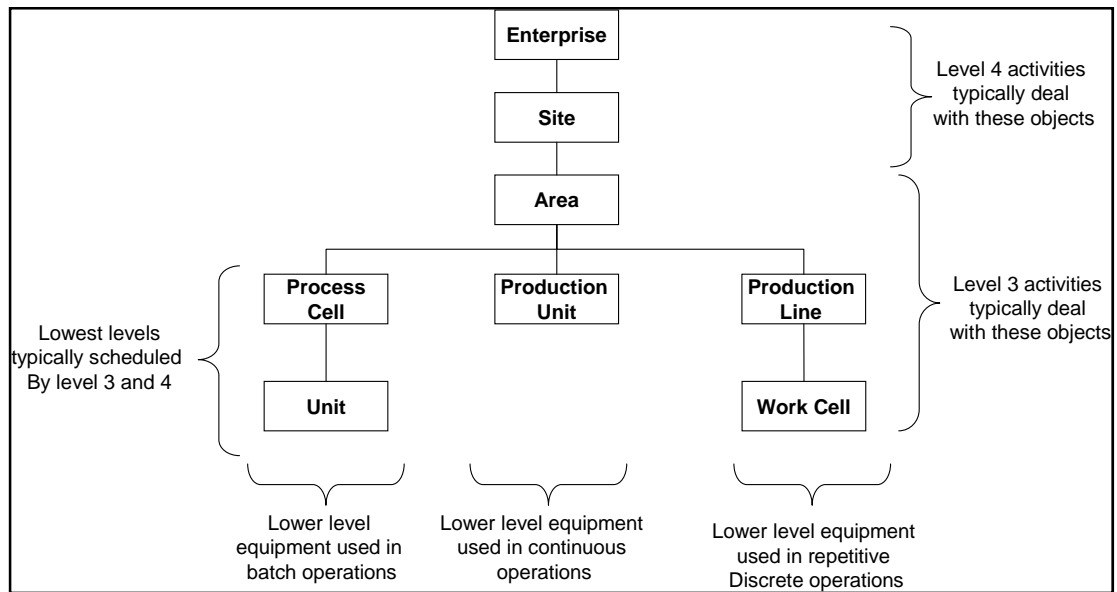 Enterprise
Level 4 activities
typically deal
with these objects
Site
Area
Process
Cell
Production
Unit
Production
Line
Level 3 activities
typically deal
with these objects
Lowest levels
typically scheduled
By level 3 and 4
Unit
Work Cell
Lower level
equipment used in
batch operations
Lower level equipment
used in continuous
operations
Lower level equipment
used in repetitive
Discrete operations